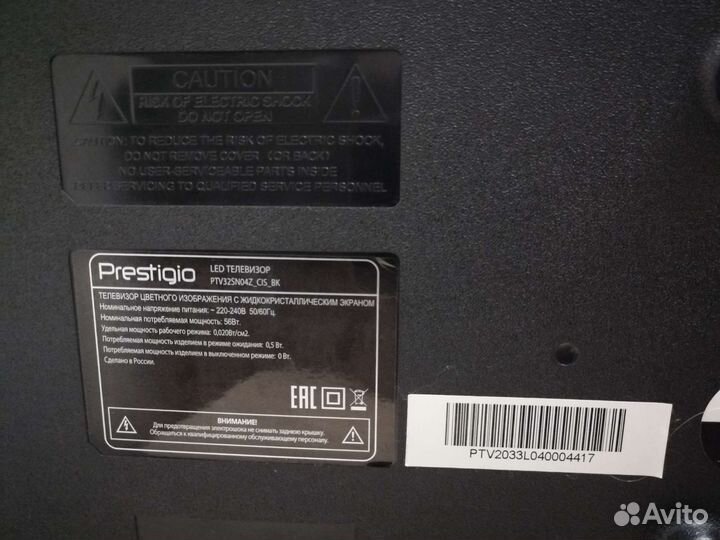 CAUTION
RISK OF ELECTRIC SHOCK
DO NOT OPEN
CAUTION: TO REDUCE THE RISK OF ELECTRIC SHOCK,
DO NOT REMOVE COVER (OR BACK)
NO USER-SERVICEABLE PARTS INSIDE
REFER SERVICING TO QUALIFIED SERVICE PERSONNEL
Prestigio
LED ТЕЛЕВИЗОР
PTV32SN04Z_CIS_BK
ТЕЛЕВИЗОР ЦВЕТНОГО ИЗОБРАЖЕНИЯ С ЖИДКОКРИСТАЛЛИЧЕСКИМ ЭКРАНОМ
Номинальное напряжение питания: ~ 220-240В 50/60Гц.
Номинальная потребляемая мощность: 56Вт.
Удельная мощность рабочего режима: 0,020Вт/см2.
Потребляемая мощность изделием в режиме ожидания: 0,5 Вт.
Потребляемая мощность изделием в выключенном режиме: 0 Вт.
Сделано в России.
EAC
ВНИМАНИЕ!
Для предотвращения электрошока не снимать заднюю крышку.
Обращаться к квалифицированному обслуживающему персоналу.
PTV2033L040004417
Avito